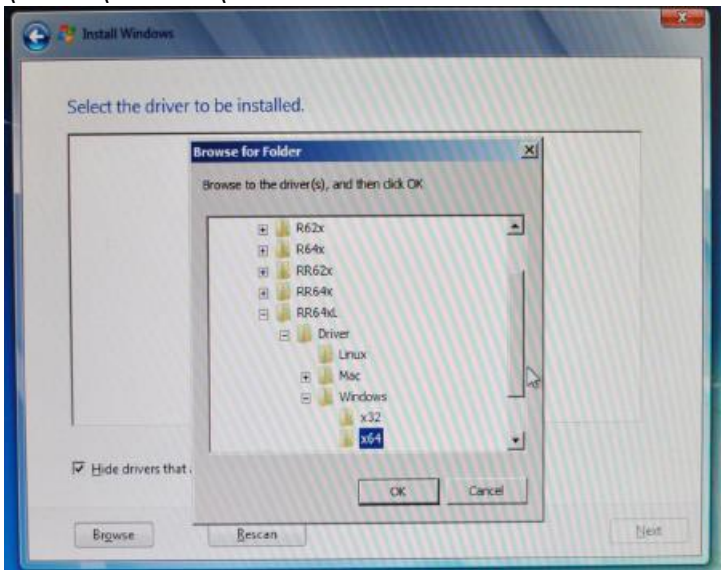 Install Windows
Select the driver to be installed.
Browse for Folder
Browse to the driver(s), and then click OK
R62x
R64x
RR62x
RR64x
RR64xL
Driver
Linux
Mac
Windows
x32
x64
Hide drivers that
OK Cancel
Browse Rescan Next